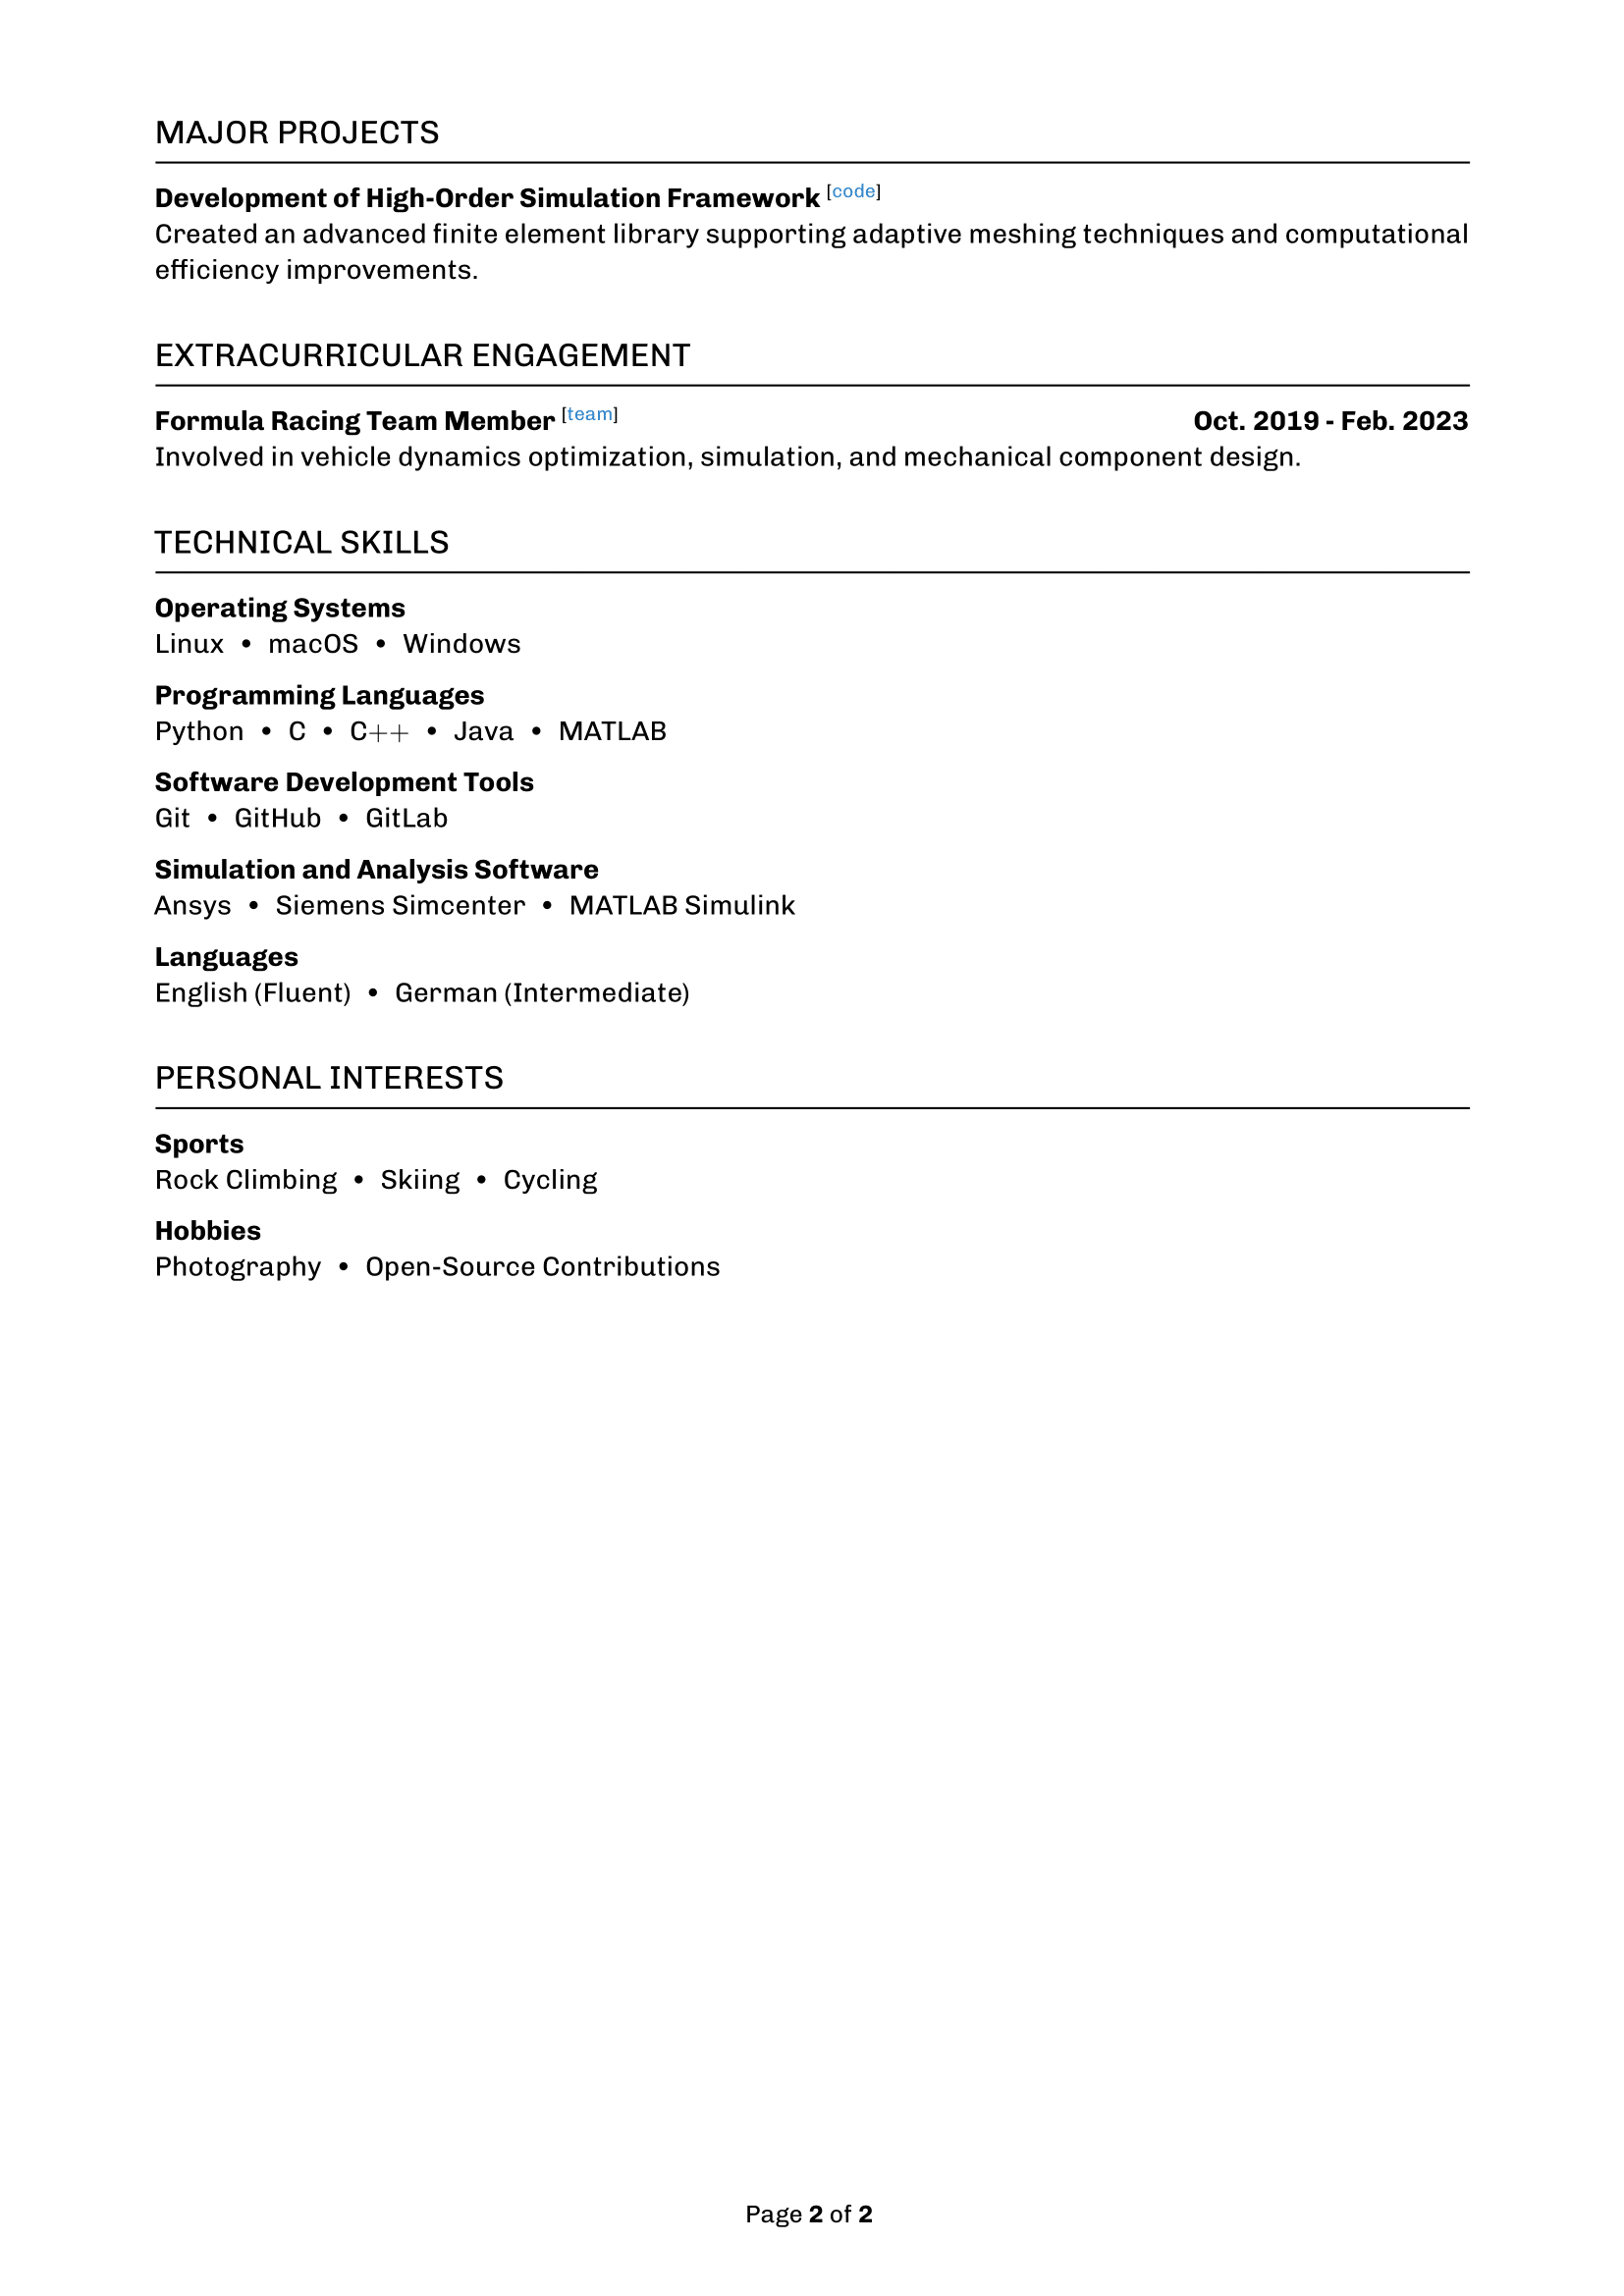 MAJOR PROJECTS
Development of High-Order Simulation Framework [code]
Created an advanced finite element library supporting adaptive meshing techniques and computational
efficiency improvements.
EXTRACURRICULAR ENGAGEMENT
Formula Racing Team Member [team] Oct. 2019 - Feb. 2023
Involved in vehicle dynamics optimization, simulation, and mechanical component design.
TECHNICAL SKILLS
Operating Systems
Linux • macOS • Windows
Programming Languages
Python • C • C++ • Java • MATLAB
Software Development Tools
Git • GitHub • GitLab
Simulation and Analysis Software
Ansys • Siemens Simcenter • MATLAB Simulink
Languages
English (Fluent) • German (Intermediate)
PERSONAL INTERESTS
Sports
Rock Climbing • Skiing • Cycling
Hobbies
Photography • Open-Source Contributions
Page 2 of 2